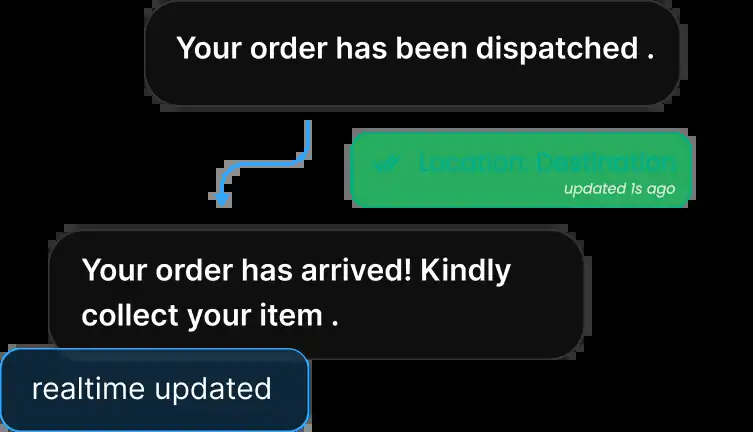 Your order has been dispatched .
Location: Destination
updated 1s ago
Your order has arrived! Kindly
collect your item .
realtime updated